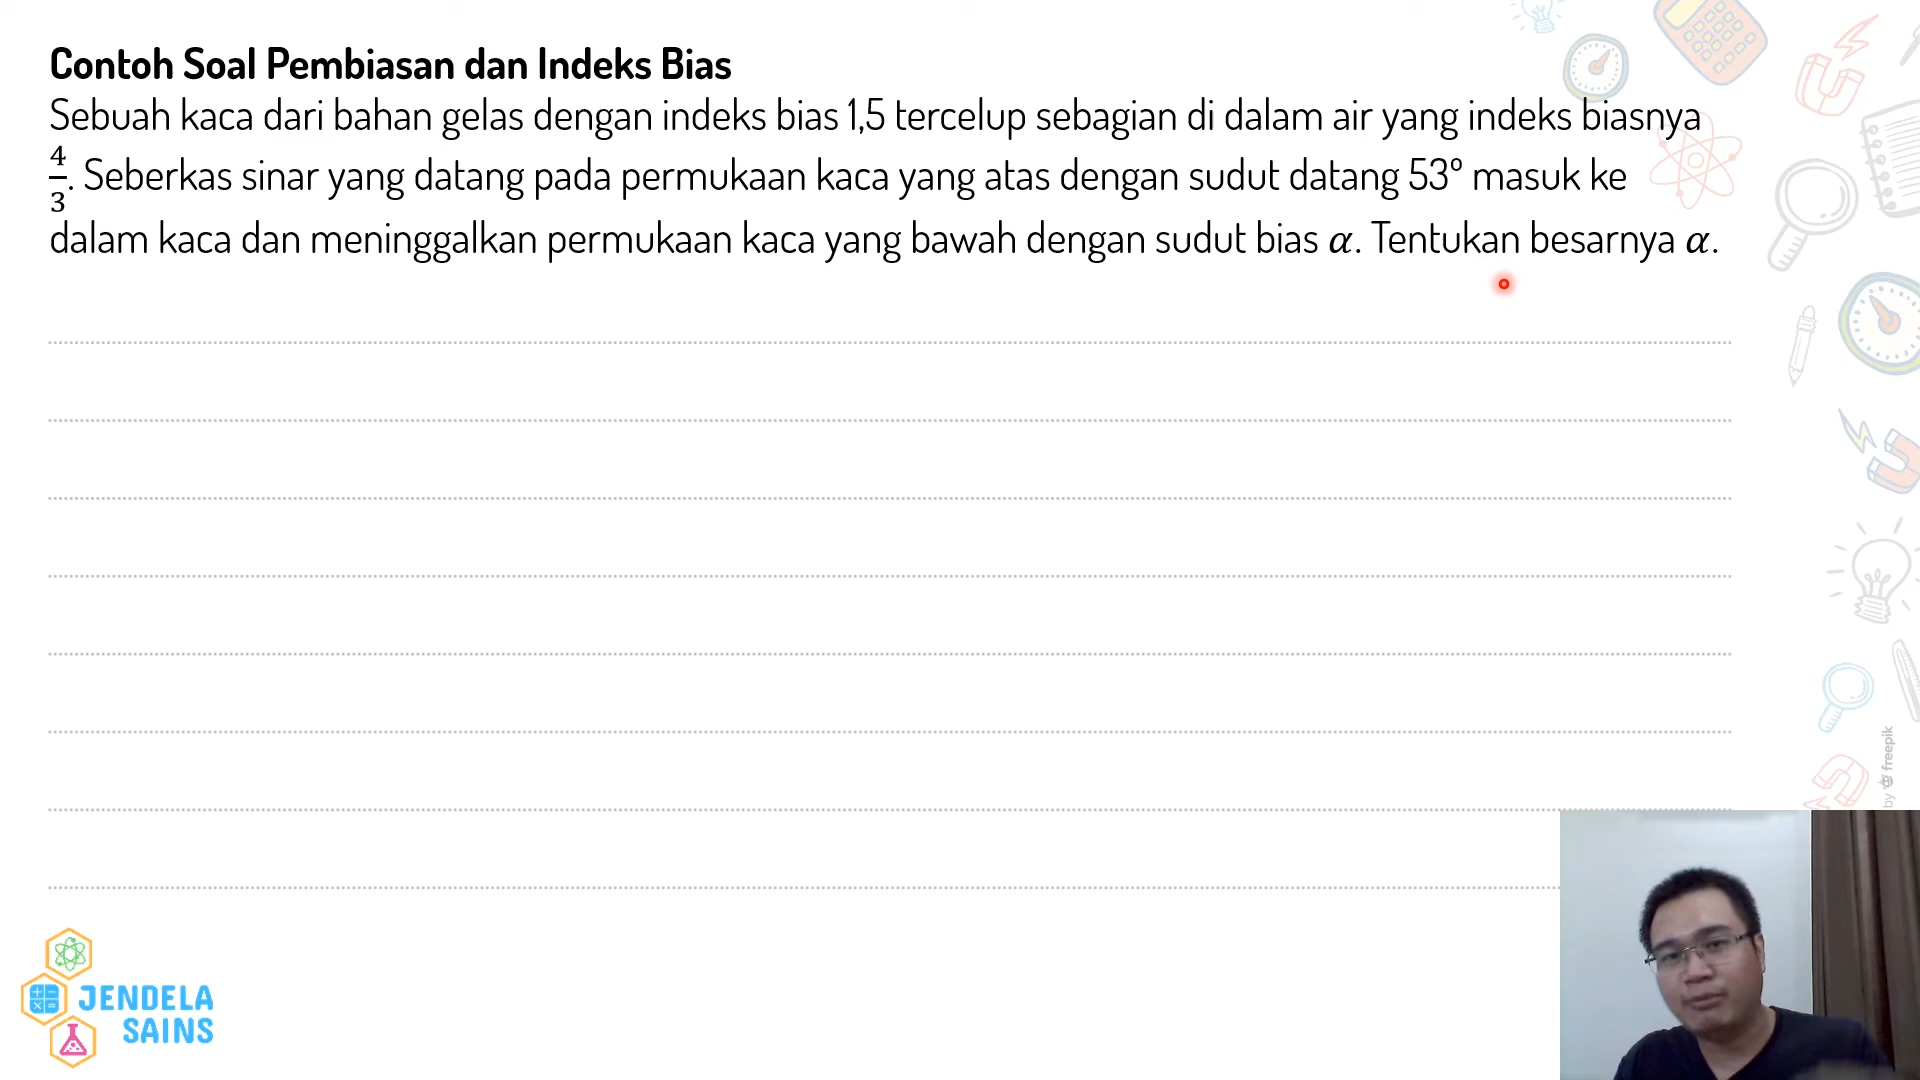 Contoh Soal Pembiasan dan Indeks Bias
Sebuah kaca dari bahan gelas dengan indeks bias 1,5 tercelup sebagian di dalam air yang indeks biasnya
4/3. Seberkas sinar yang datang pada permukaan kaca yang atas dengan sudut datang 53° masuk ke
dalam kaca dan meninggalkan permukaan kaca yang bawah dengan sudut bias α. Tentukan besarnya α.
by freepik
JENDELA
SAINS